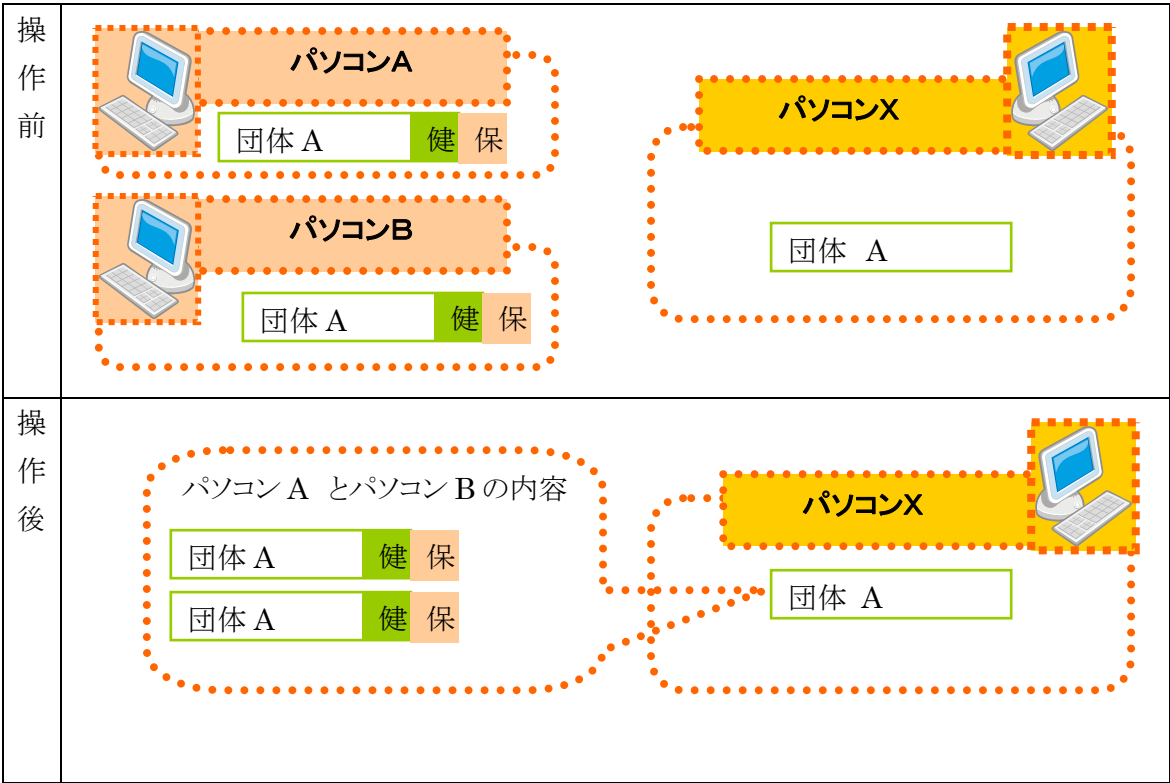 操作前
パソコンA
団体 A 健 保
パソコンB
団体 A 健 保
パソコンX
団体 A
操作後
パソコン A とパソコン B の内容
団体 A 健 保
団体 A 健 保
パソコンX
団体 A